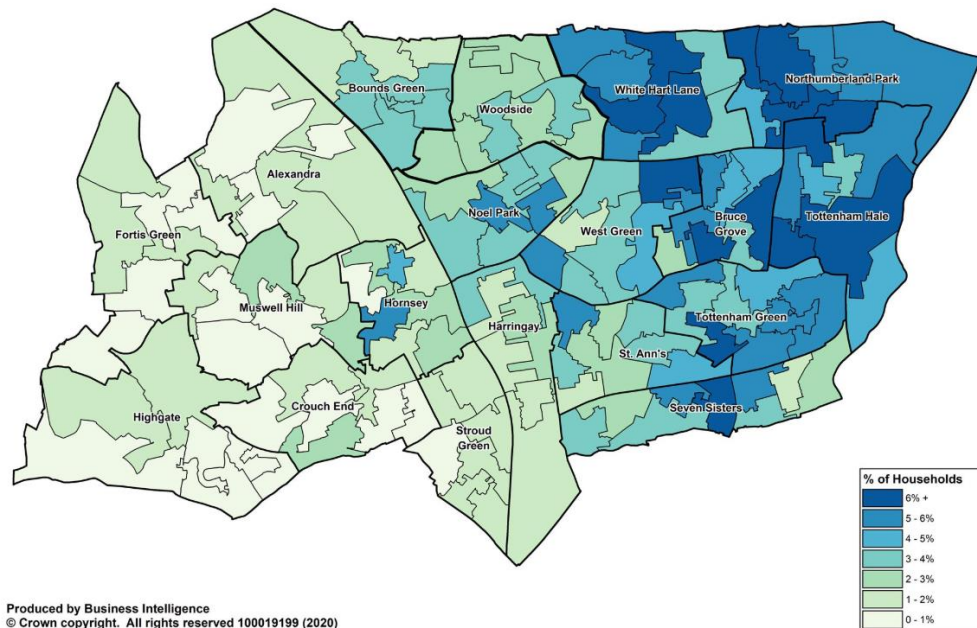 Bounds Green
Woodside
White Hart Lane
Northumberland Park
Alexandra
Noel Park
West Green
Bruce
Grove
Tottenham Hale
Fortis Green
Muswell Hill
Hornsey
Harringay
Tottenham Green
St. Ann's
Highgate
Crouch End
Stroud
Green
Seven Sisters
% of Households
6% +
5 - 6%
4 - 5%
3 - 4%
2 - 3%
1 - 2%
0 - 1%
Produced by Business Intelligence
© Crown copyright. All rights reserved 100019199 (2020)